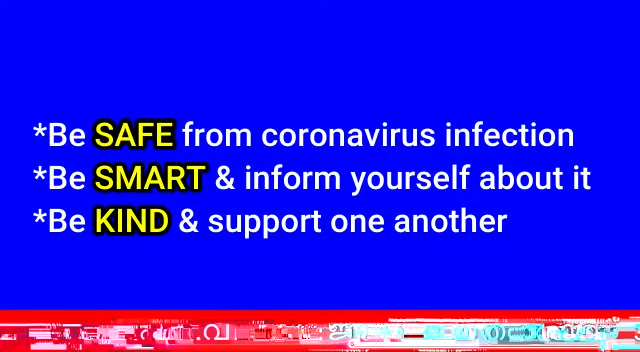 *Be SAFE from coronavirus infection
*Be SMART & inform yourself about it
*Be KIND & support one another